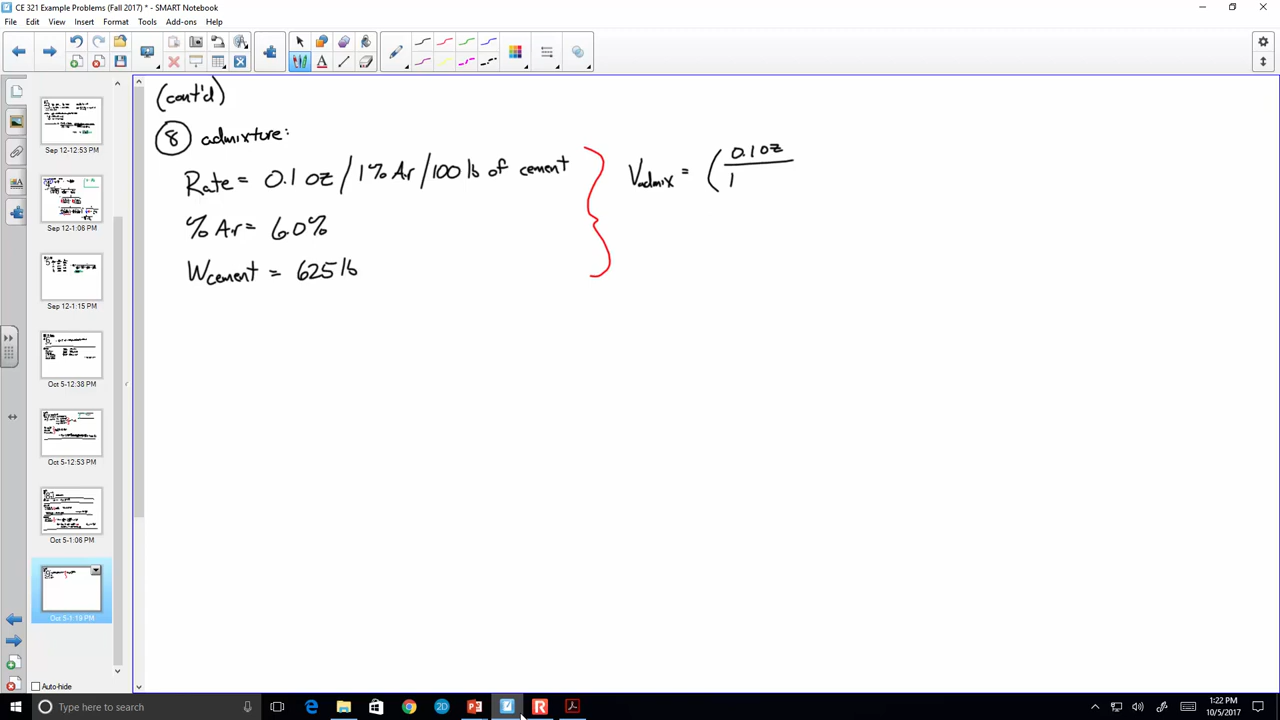 CE 321 Example Problems (Fall 2017) * - SMART Notebook
File Edit View Insert Format Tools Add-ons Help
(cont'd)
8 admixture:
Rate = 0.1 oz / 1% Air / 100 lb of cement
% Air = 6.0%
Wcement = 625 lb
Vadmix = ( 0.1 oz
1
Sep 12-12:53 PM
Sep 12-1:06 PM
Sep 12-1:15 PM
Oct 5-12:38 PM
Oct 5-12:53 PM
Oct 5-1:06 PM
Oct 5-1:19 PM
Auto-hide
Type here to search
1:22 PM
10/5/2017